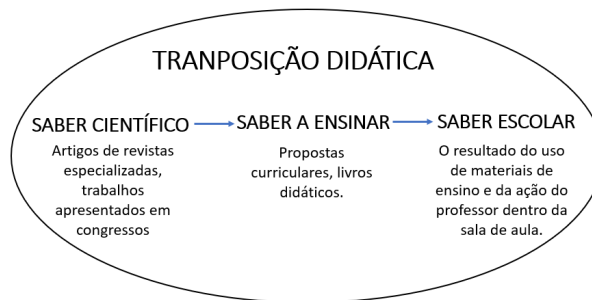 TRANPOSIÇÃO DIDÁTICA
SABER CIENTÍFICO
Artigos de revistas
especializadas,
trabalhos
apresentados em
congressos
SABER A ENSINAR
Propostas
curriculares, livros
didáticos.
SABER ESCOLAR
O resultado do uso
de materiais de
ensino e da ação do
professor dentro da
sala de aula.